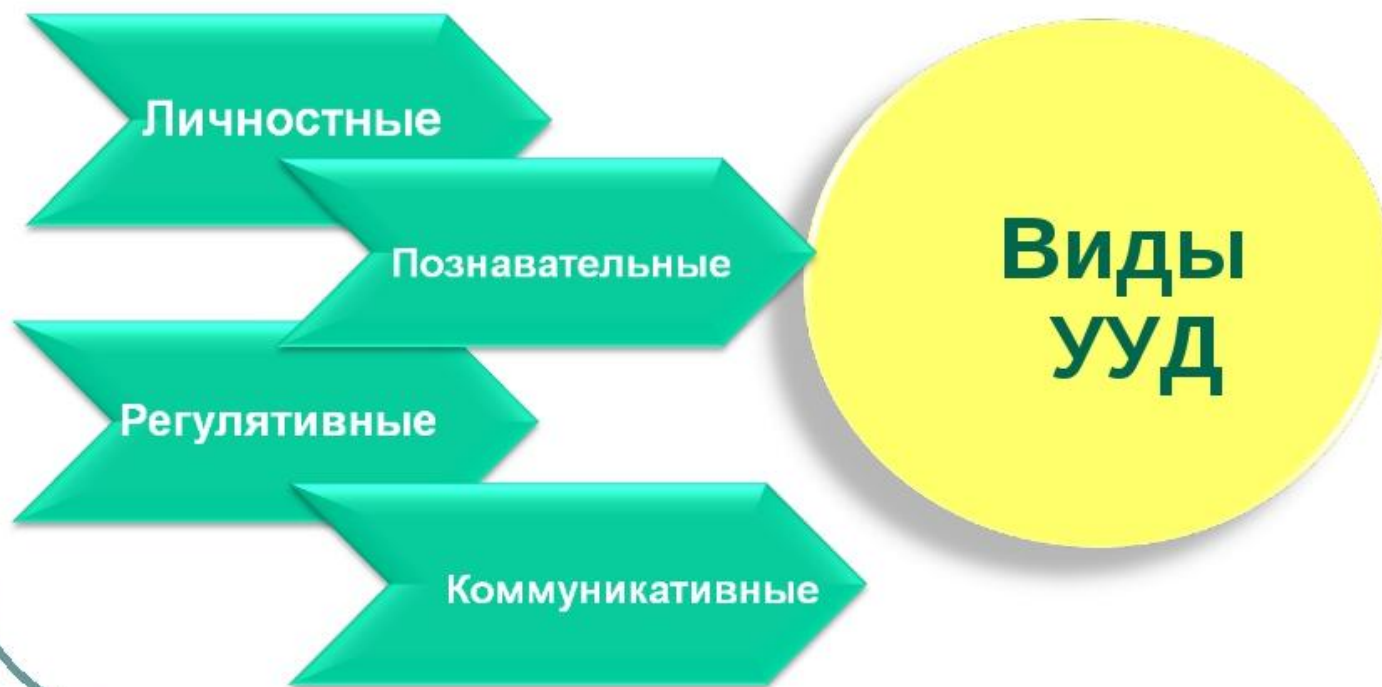 Личностные
Познавательные
Регулятивные
Коммуникативные
Виды
УУД